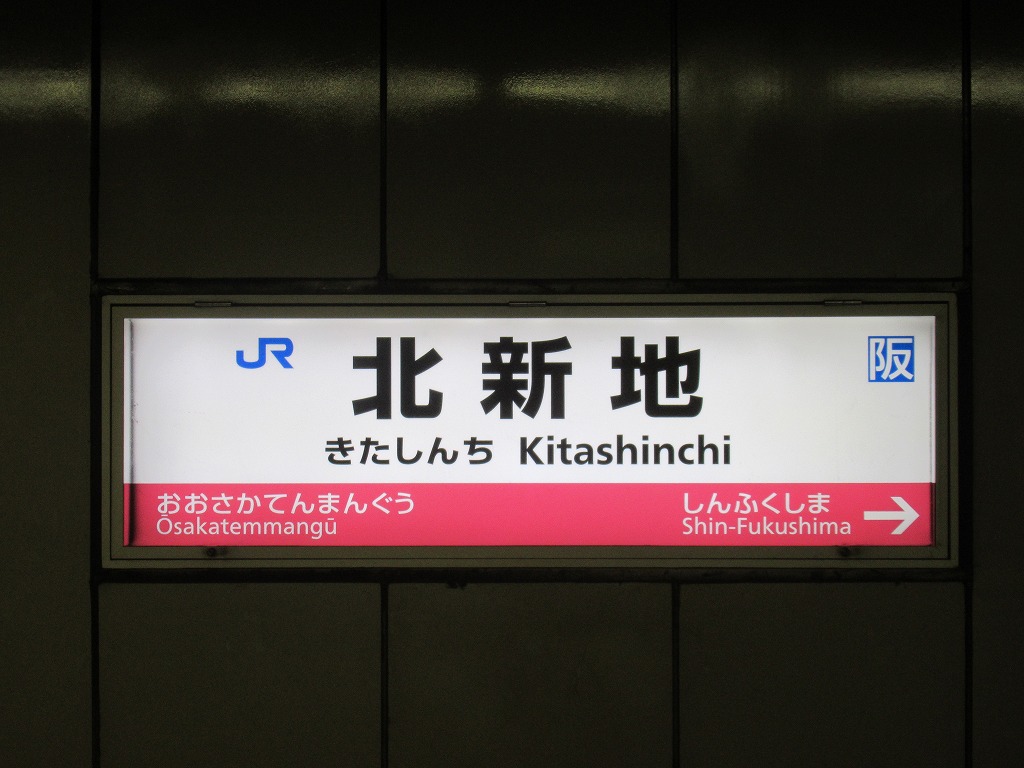 JR 北新地 阪
きたしんち Kitashinchi
おおさかてんまんぐう しんふくしま →
Ōsakatemmangū Shin-Fukushima